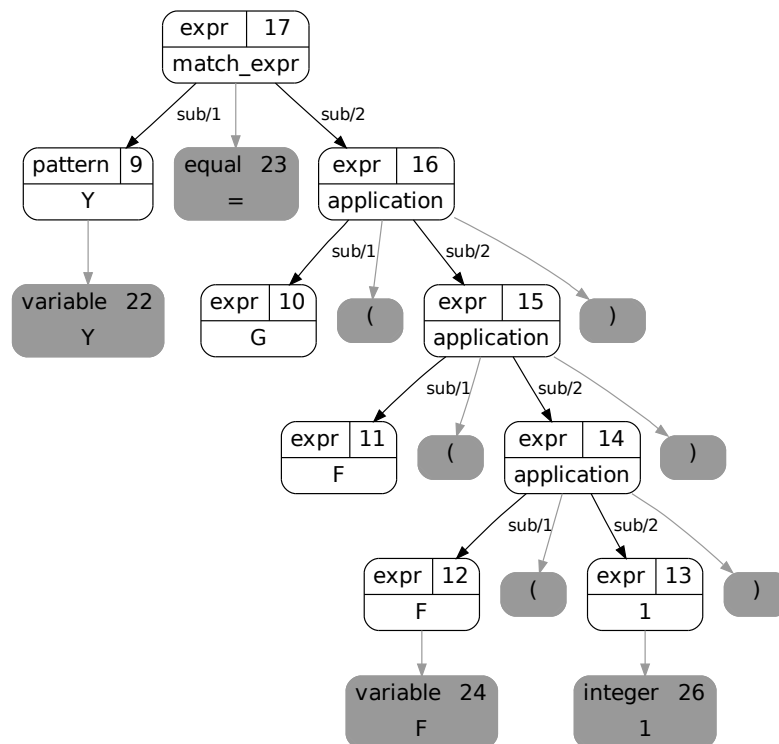 expr 17
match_expr
sub/1
sub/2
pattern 9
Y
equal 23
=
expr 16
application
sub/1
sub/2
variable 22
Y
expr 10
G
(
expr 15
application
)
sub/1
sub/2
expr 11
F
(
expr 14
application
)
sub/1
sub/2
expr 12
F
(
expr 13
1
)
variable 24
F
integer 26
1